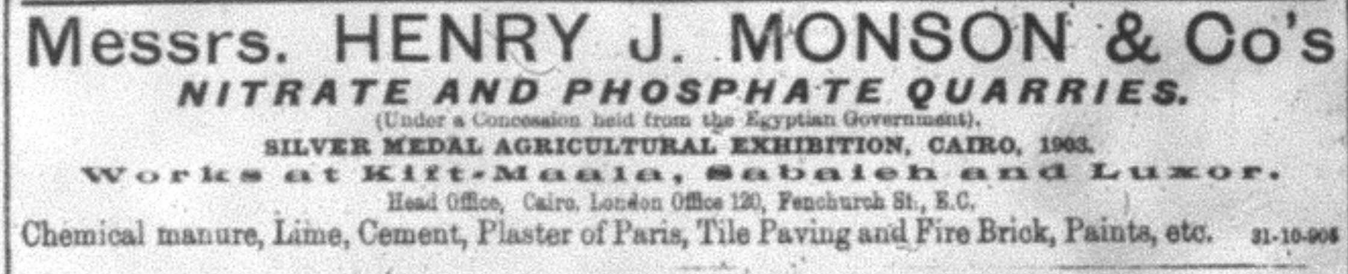 Messrs. HENRY J. MONSON & Co's
NITRATE AND PHOSPHATE QUARRIES.
(Under a Concession held from the Egyptian Government).
SILVER MEDAL AGRICULTURAL EXHIBITION, CAIRO, 1903.
Works at Kift-Maala, Sabaieh and Luxor.
Head Office, Cairo, London Office 120, Fenchurch St., E.C.
Chemical manure, Lime, Cement, Plaster of Paris, Tile Paving and Fire Brick, Paints, etc. 31-10-905